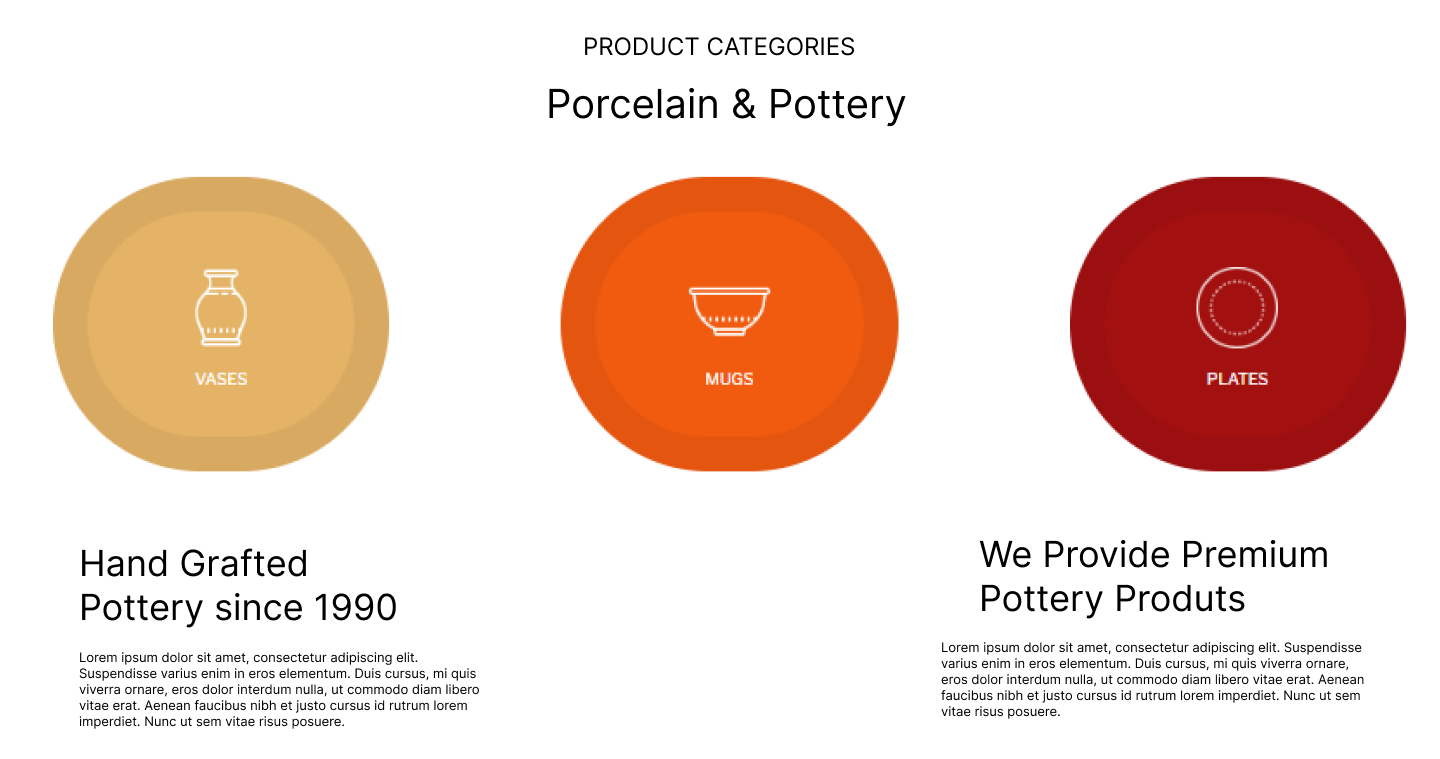 PRODUCT CATEGORIES
Porcelain & Pottery
VASES
MUGS
PLATES
Hand Grafted
Pottery since 1990
Lorem ipsum dolor sit amet, consectetur adipiscing elit.
Suspendisse varius enim in eros elementum. Duis cursus, mi quis
viverra ornare, eros dolor interdum nulla, ut commodo diam libero
vitae erat. Aenean faucibus nibh et justo cursus id rutrum lorem
imperdiet. Nunc ut sem vitae risus posuere.
We Provide Premium
Pottery Produts
Lorem ipsum dolor sit amet, consectetur adipiscing elit. Suspendisse
varius enim in eros elementum. Duis cursus, mi quis viverra ornare,
eros dolor interdum nulla, ut commodo diam libero vitae erat. Aenean
faucibus nibh et justo cursus id rutrum lorem imperdiet. Nunc ut sem
vitae risus posuere.